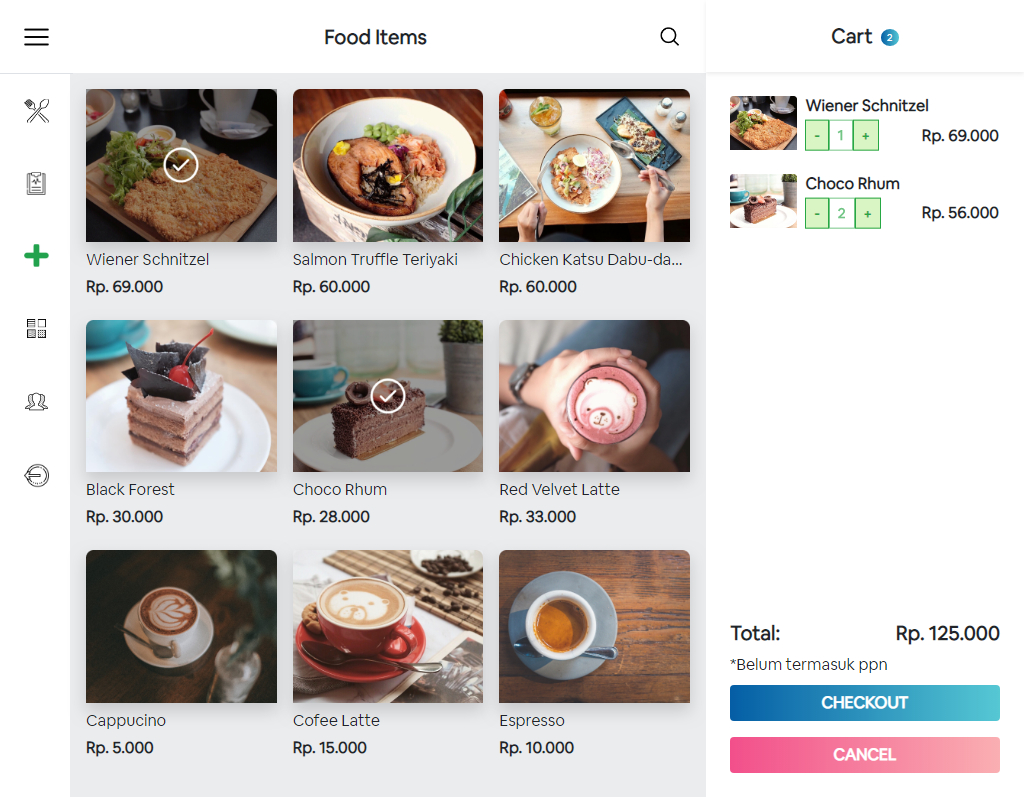 Food Items
Cart 2
Wiener Schnitzel
Rp. 69.000
Salmon Truffle Teriyaki
Rp. 60.000
Chicken Katsu Dabu-da...
Rp. 60.000
Black Forest
Rp. 30.000
Choco Rhum
Rp. 28.000
Red Velvet Latte
Rp. 33.000
Cappucino
Rp. 5.000
Cofee Latte
Rp. 15.000
Espresso
Rp. 10.000
Wiener Schnitzel
- 1 + Rp. 69.000
Choco Rhum
- 2 + Rp. 56.000
Total: Rp. 125.000
*Belum termasuk ppn
CHECKOUT
CANCEL